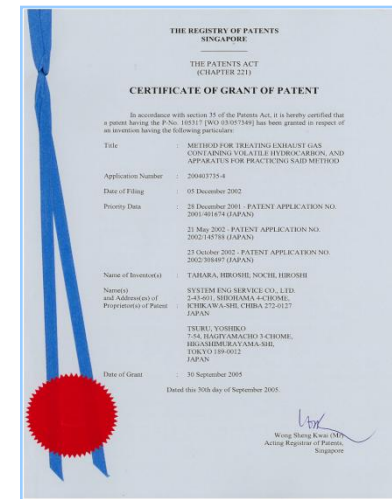 THE REGISTRY OF PATENTS
SINGAPORE
THE PATENTS ACT
(CHAPTER 221)
CERTIFICATE OF GRANT OF PATENT
In accordance with section 35 of the Patents Act, it is hereby certified that
a patent having the P-No. 105317 [WO 03/057349] has been granted in respect of
an invention having the following particulars:
Title : METHOD FOR TREATING EXHAUST GAS
CONTAINING VOLATILE HYDROCARBON, AND
APPARATUS FOR PRACTICING SAID METHOD
Application Number : 200403735-4
Date of Filing : 05 December 2002
Priority Data : 28 December 2001 - PATENT APPLICATION NO.
2001/401674 (JAPAN)
21 May 2002 - PATENT APPLICATION NO.
2002/145788 (JAPAN)
23 October 2002 - PATENT APPLICATION NO.
2002/308497 (JAPAN)
Name of Inventor(s) : TAHARA, HIROSHI, NOCHI, HIROSHI
Name(s)
and Address(es) of
Proprietor(s) of Patent : SYSTEM ENG SERVICE CO., LTD.
2-43-601, SHIOHAMA 4-CHOME,
ICHIKAWA-SHI, CHIBA 272-0127
JAPAN
TSURU, YOSHIKO
7-54, HAGIYAMACHO 3-CHOME,
HIGASHIMURAYAMA-SHI,
TOKYO 189-0012
JAPAN
Date of Grant : 30 September 2005
Dated this 30th day of September 2005.
Wong Sheng Kwai (Mr)
Acting Registrar of Patents,
Singapore